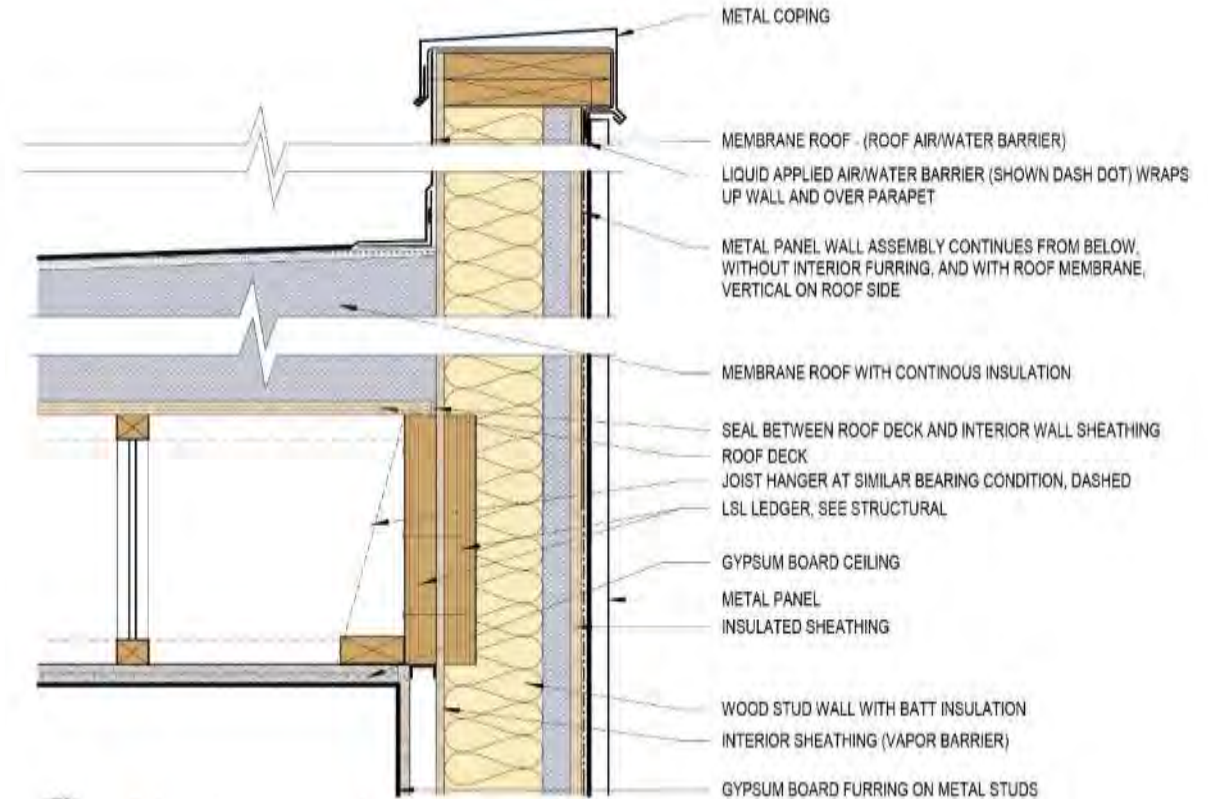 METAL COPING
MEMBRANE ROOF - (ROOF AIR/WATER BARRIER)
LIQUID APPLIED AIR/WATER BARRIER (SHOWN DASH DOT) WRAPS
UP WALL AND OVER PARAPET
METAL PANEL WALL ASSEMBLY CONTINUES FROM BELOW,
WITHOUT INTERIOR FURRING, AND WITH ROOF MEMBRANE,
VERTICAL ON ROOF SIDE
MEMBRANE ROOF WITH CONTINOUS INSULATION
SEAL BETWEEN ROOF DECK AND INTERIOR WALL SHEATHING
ROOF DECK
JOIST HANGER AT SIMILAR BEARING CONDITION, DASHED
LSL LEDGER, SEE STRUCTURAL
GYPSUM BOARD CEILING
METAL PANEL
INSULATED SHEATHING
WOOD STUD WALL WITH BATT INSULATION
INTERIOR SHEATHING (VAPOR BARRIER)
GYPSUM BOARD FURRING ON METAL STUDS